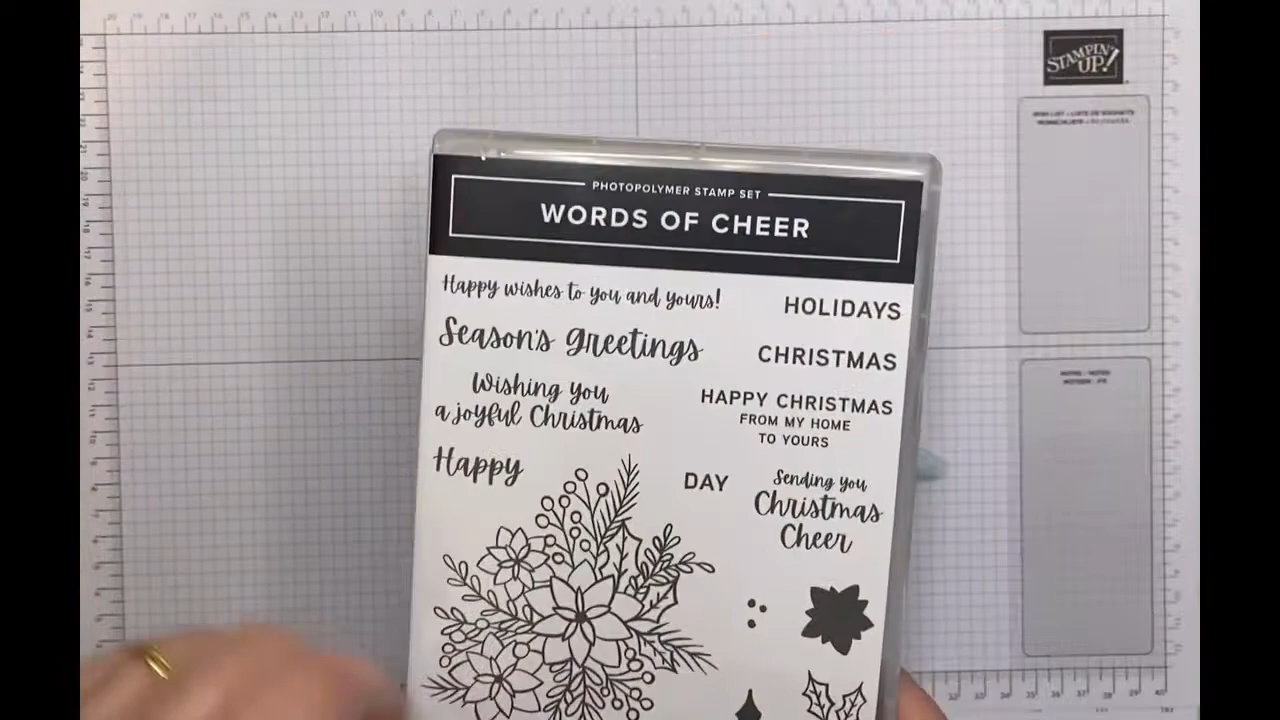 STAMPIN' UP!
PHOTOPOLYMER STAMP SET
WORDS OF CHEER
Happy wishes to you and yours!
HOLIDAYS
Season's greetings
CHRISTMAS
Wishing you
a joyful Christmas
HAPPY CHRISTMAS
FROM MY HOME
TO YOURS
Happy
DAY
Sending you
Christmas
Cheer